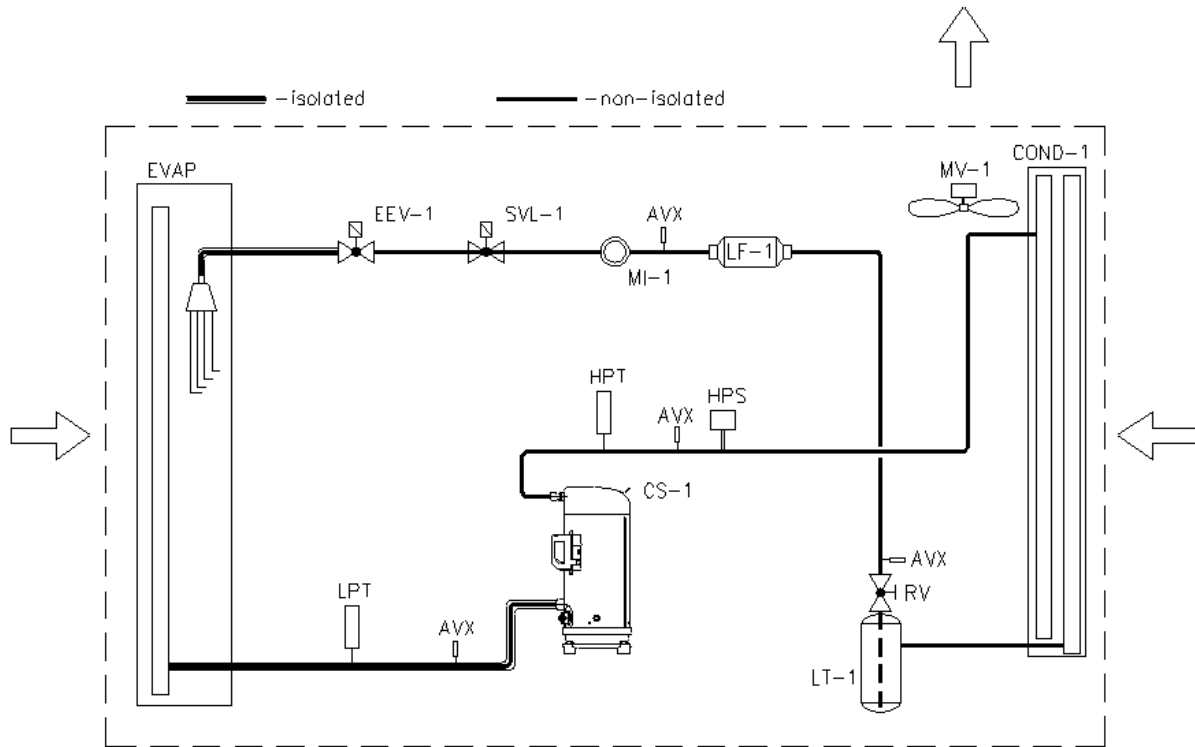 -isolated
-non-isolated
EVAP
COND-1
MV-1
EEV-1
SVL-1
AVX
LF-1
MI-1
HPT
AVX
HPS
CS-1
AVX
LPT
RV
AVX
LT-1